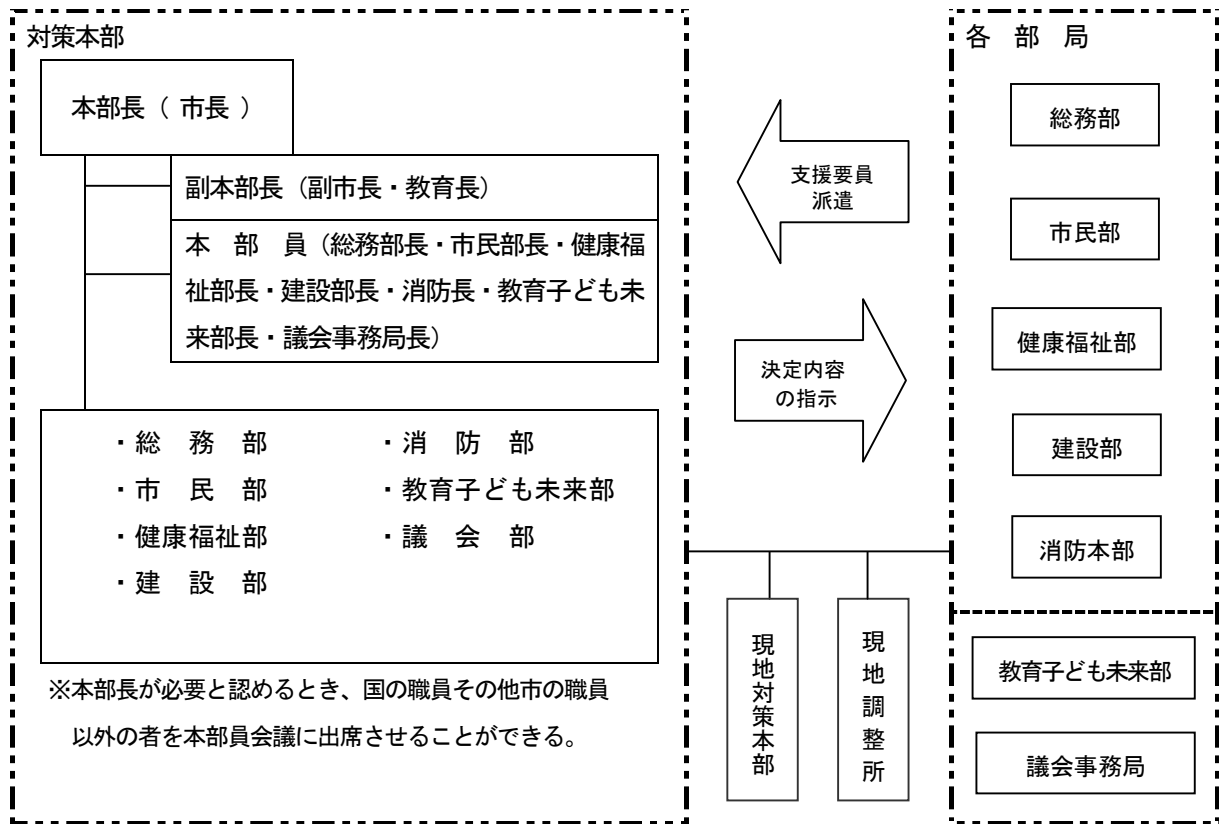 対策本部
本部長（ 市長 ）
副本部長（副市長・教育長）
本　部　員（総務部長・市民部長・健康福
祉部長・建設部長・消防長・教育子ども未
来部長・議会事務局長）
・総　務　部
・市　民　部
・健康福祉部
・建　設　部
・消　防　部
・教育子ども未来部
・議　会　部
※本部長が必要と認めるとき、国の職員その他市の職員
以外の者を本部員会議に出席させることができる。
支援要員
派遣
決定内容
の指示
現地対策本部
現地調整所
各　部　局
総務部
市民部
健康福祉部
建設部
消防本部
教育子ども未来部
議会事務局